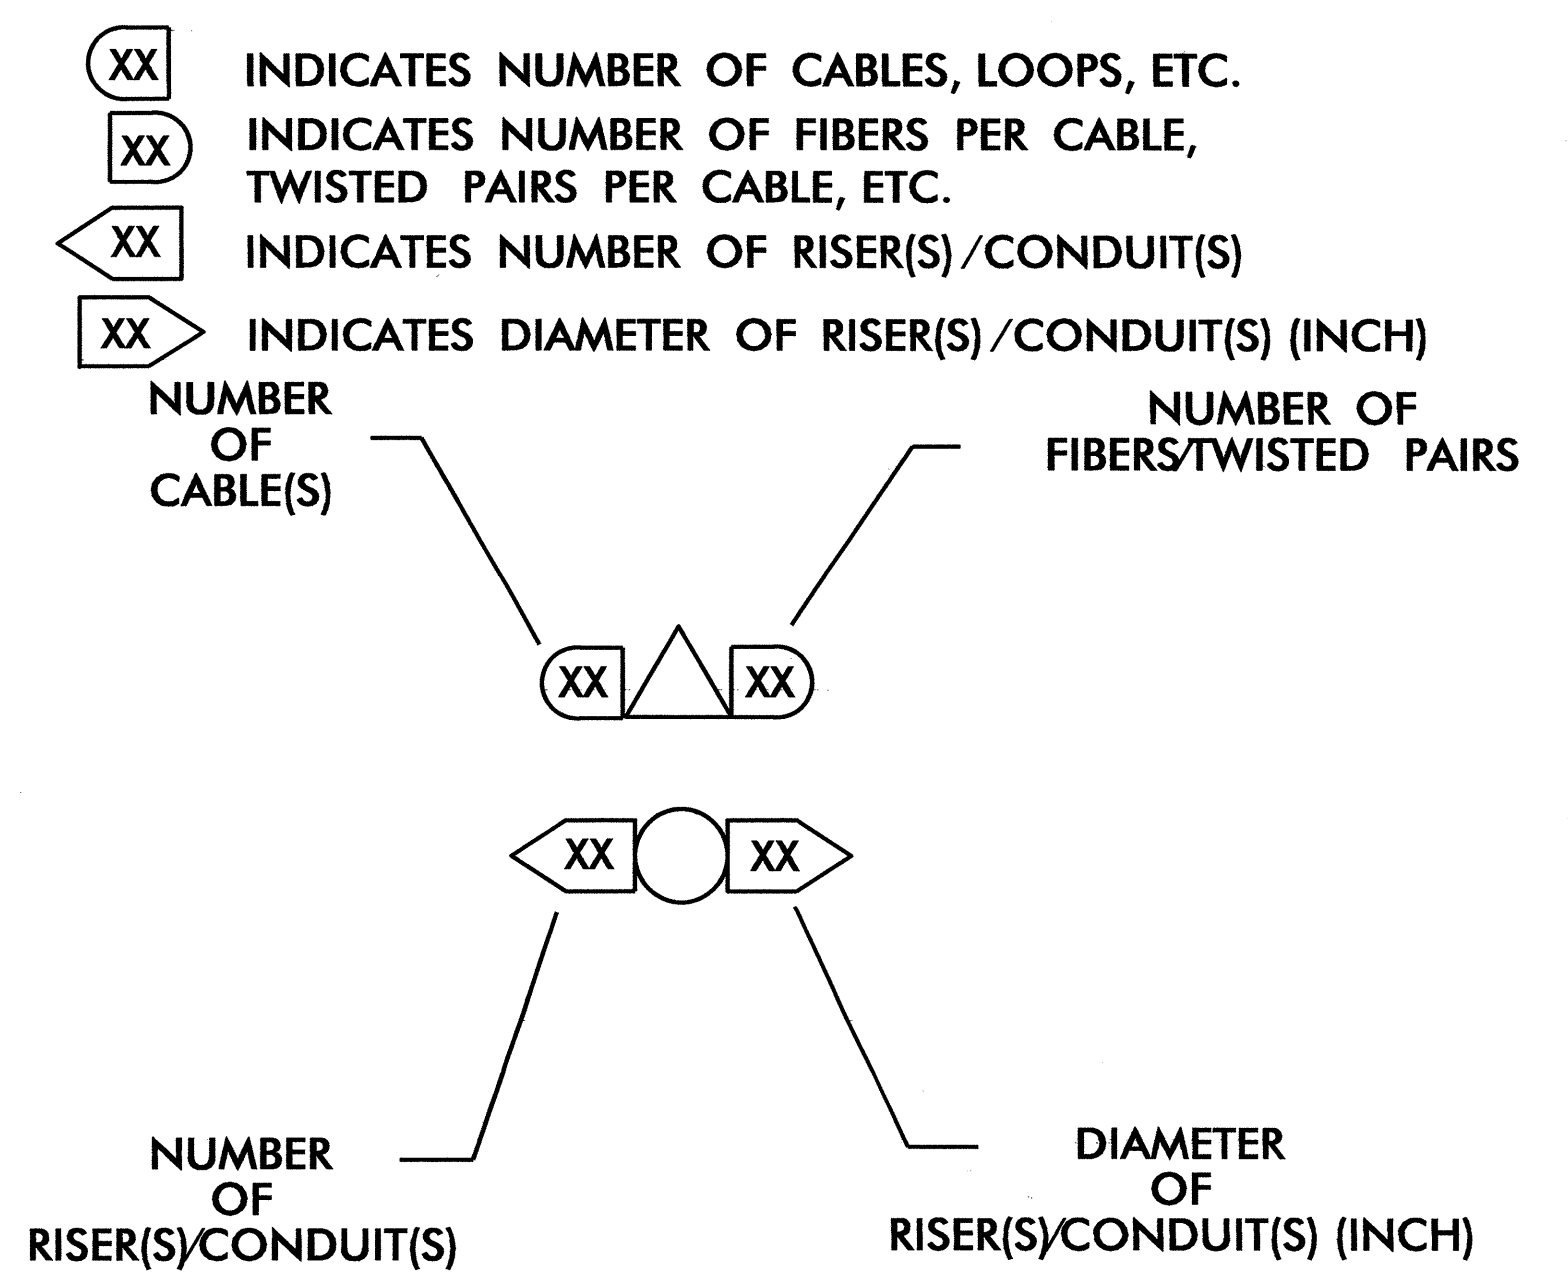 XX INDICATES NUMBER OF CABLES, LOOPS, ETC.
XX INDICATES NUMBER OF FIBERS PER CABLE,
TWISTED PAIRS PER CABLE, ETC.
XX INDICATES NUMBER OF RISER(S)/CONDUIT(S)
XX INDICATES DIAMETER OF RISER(S)/CONDUIT(S) (INCH)
NUMBER
OF
CABLE(S)
NUMBER OF
FIBERS/TWISTED PAIRS
XX XX
XX XX
NUMBER
OF
RISER(S)/CONDUIT(S)
DIAMETER
OF
RISER(S)/CONDUIT(S) (INCH)